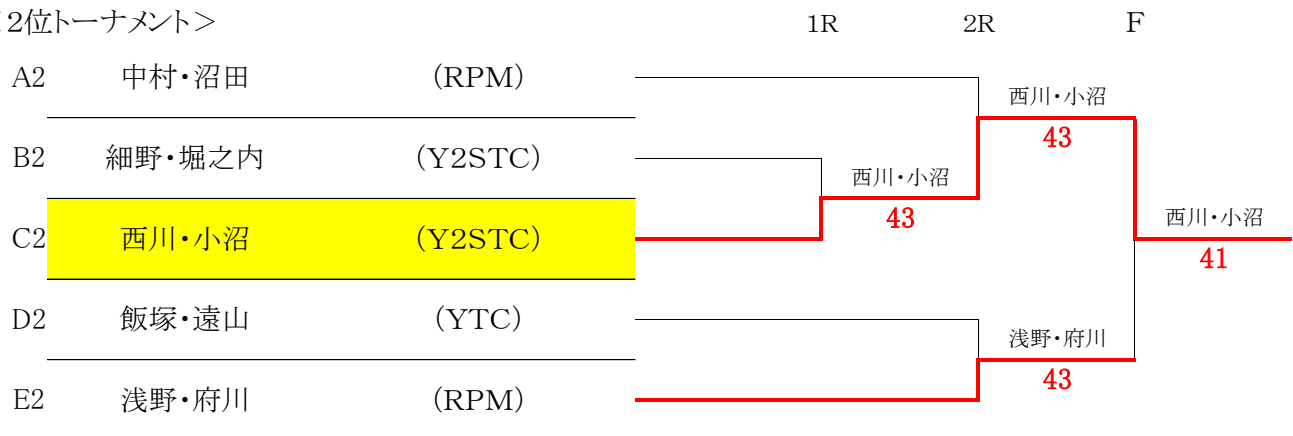 2位トーナメント＞ 1R 2R F
A2 中村・沼田 (RPM)
西川・小沼
43
B2 細野・堀之内 (Y2STC)
西川・小沼
43
C2 西川・小沼 (Y2STC)
西川・小沼
41
D2 飯塚・遠山 (YTC)
浅野・府川
43
E2 浅野・府川 (RPM)